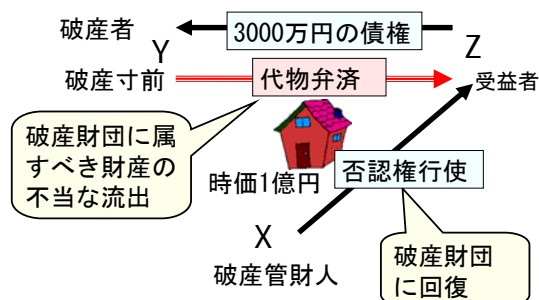 破産者
3000万円の債権
Y
Z
破産寸前
代物弁済
受益者
破産財団に属
すべき財産の
不当な流出
時価1億円
否認権行使
X
破産管財人
破産財団
に回復